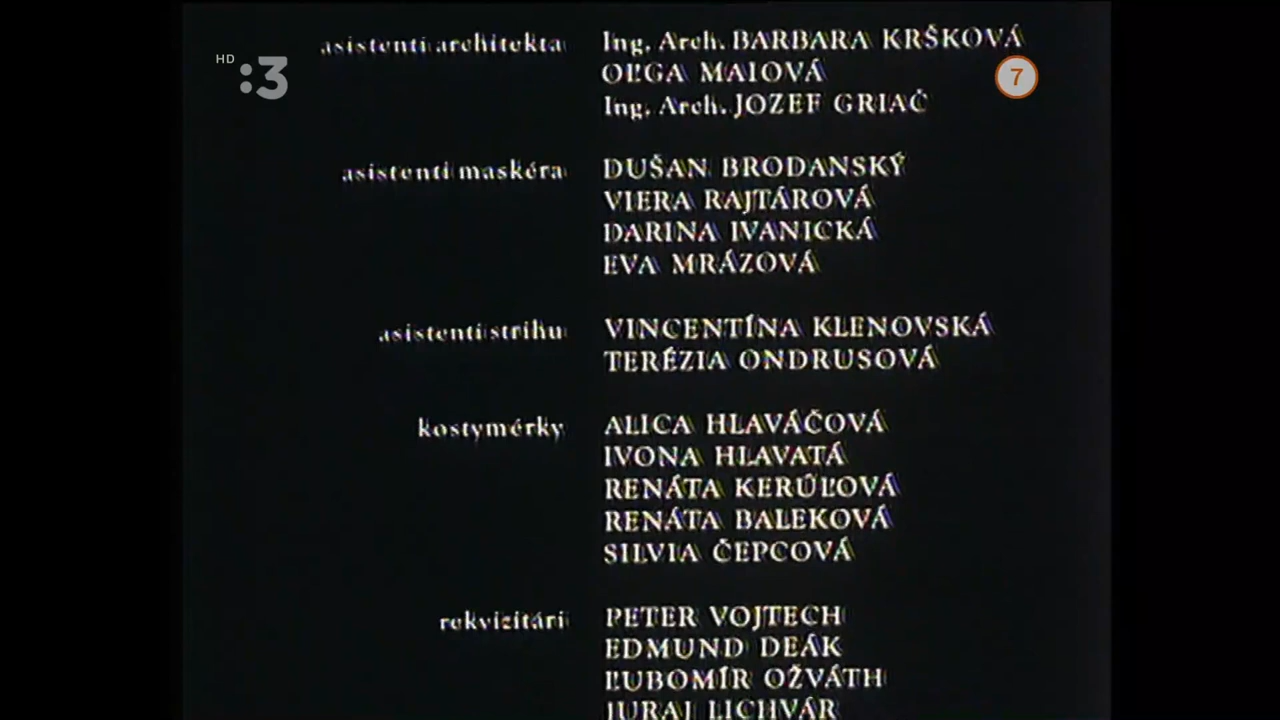 asistenti architekta Ing. Arch. BARBARA KRŠKOVÁ
HD :3 7
OĽGA MAIOVÁ
Ing. Arch. JOZEF GRIAČ
asistenti maskéra DUŠAN BRODANSKÝ
VIERA RAJTÁROVÁ
DARINA IVANICKÁ
EVA MRÁZOVÁ
asistenti strihu VINCENTÍNA KLENOVSKÁ
TERÉZIA ONDRUSOVÁ
kostymérky ALICA HLAVÁČOVÁ
IVONA HLAVATÁ
RENÁTA KERÚĽOVÁ
RENÁTA BALEKOVÁ
SILVIA ČEPCOVÁ
rekvizitári PETER VOJTECH
EDMUND DEÁK
ĽUBOMÍR OŽVÁTH
JURAJ LICHVÁR